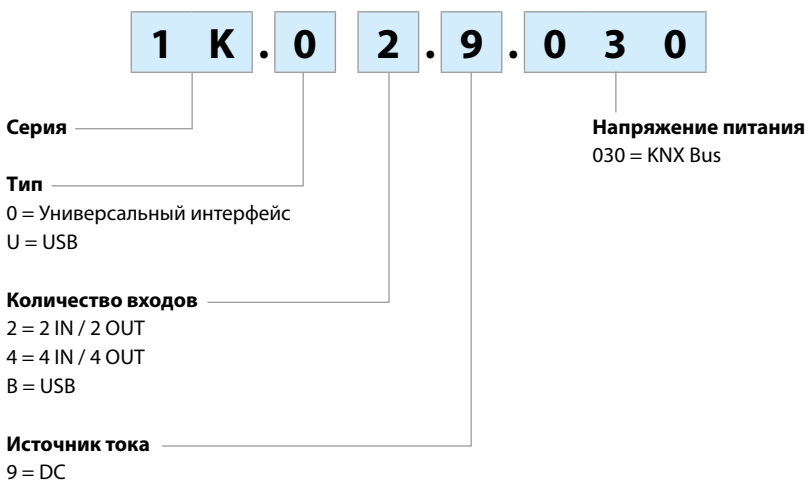 1 K . 0 2 . 9 . 0 3 0
Серия
Напряжение питания
030 = KNX Bus
Тип
0 = Универсальный интерфейс
U = USB
Количество входов
2 = 2 IN / 2 OUT
4 = 4 IN / 4 OUT
B = USB
Источник тока
9 = DC